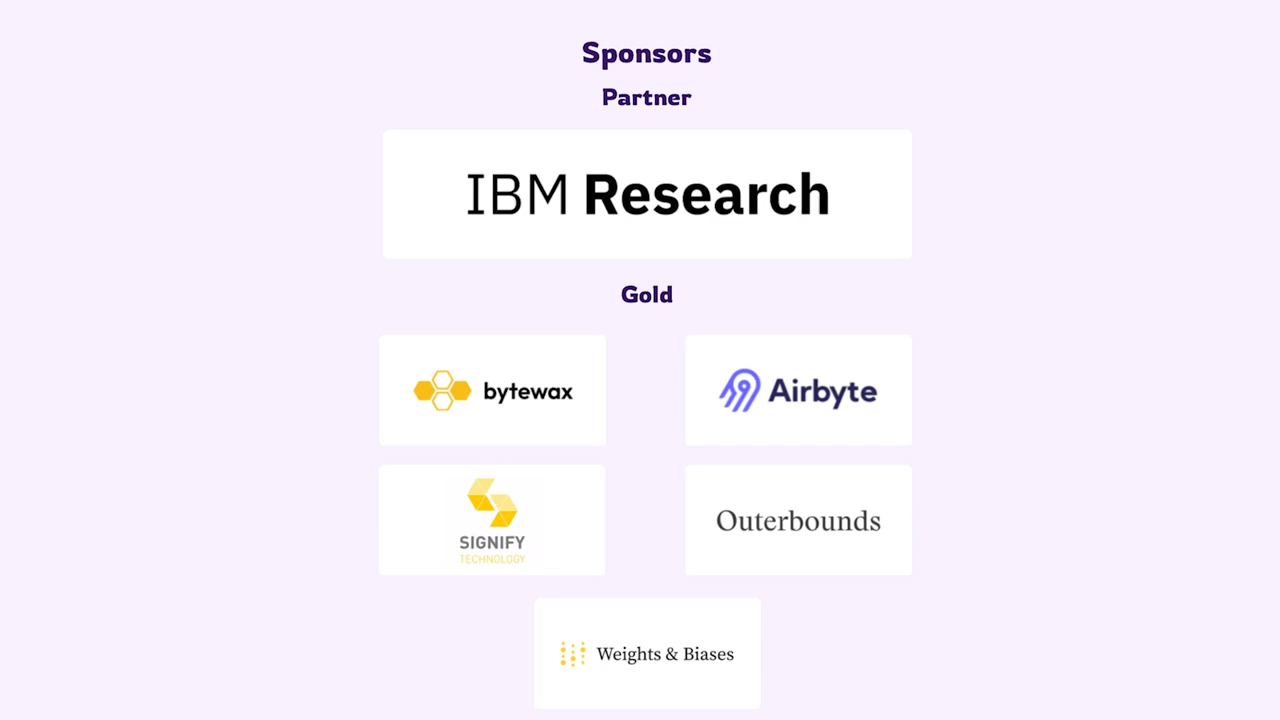 Sponsors
Partner
IBM Research
Gold
bytewax
Airbyte
SIGNIFY
TECHNOLOGY
Outerbounds
Weights & Biases